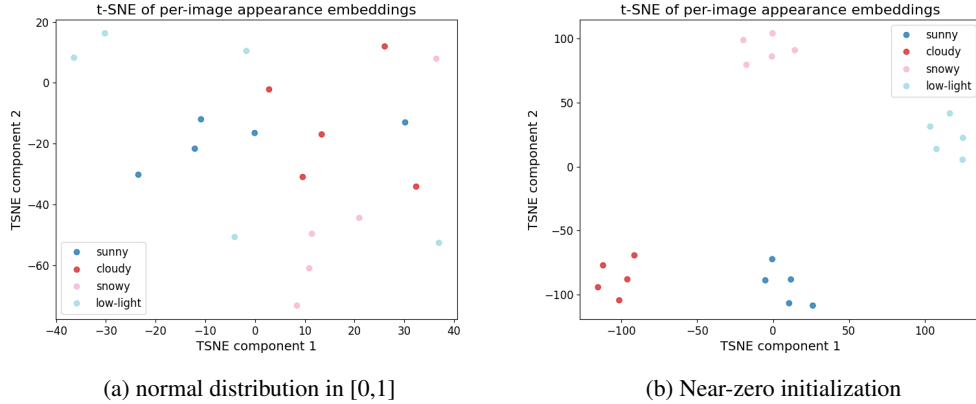 t-SNE of per-image appearance embeddings
20
0
−20
−40
−60
TSNE component 2
sunny
cloudy
snowy
low-light
−40 −30 −20 −10 0 10 20 30 40
TSNE component 1
(a) normal distribution in [0,1]
t-SNE of per-image appearance embeddings
100
50
0
−50
−100
TSNE component 2
sunny
cloudy
snowy
low-light
−100 −50 0 50 100
TSNE component 1
(b) Near-zero initialization